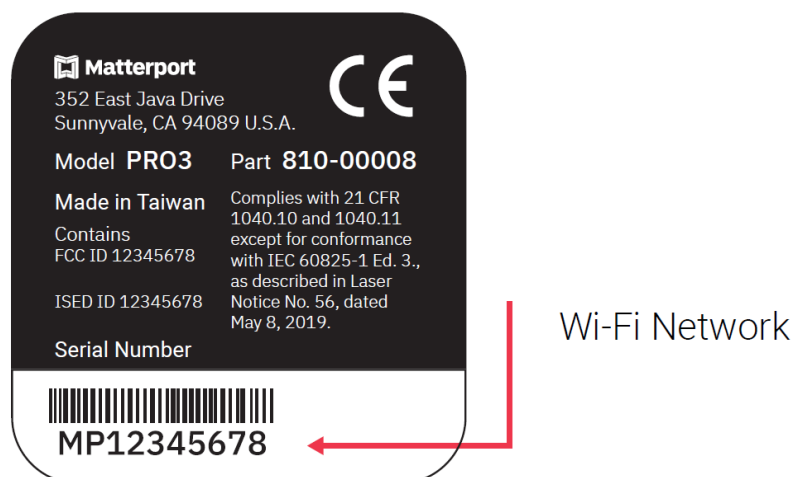 Matterport
352 East Java Drive
Sunnyvale, CA 94089 U.S.A.
CE
Model PRO3 Part 810-00008
Made in Taiwan
Contains
FCC ID 12345678
ISED ID 12345678
Complies with 21 CFR
1040.10 and 1040.11
except for conformance
with IEC 60825-1 Ed. 3.,
as described in Laser
Notice No. 56, dated
May 8, 2019.
Serial Number
MP12345678
Wi-Fi Network